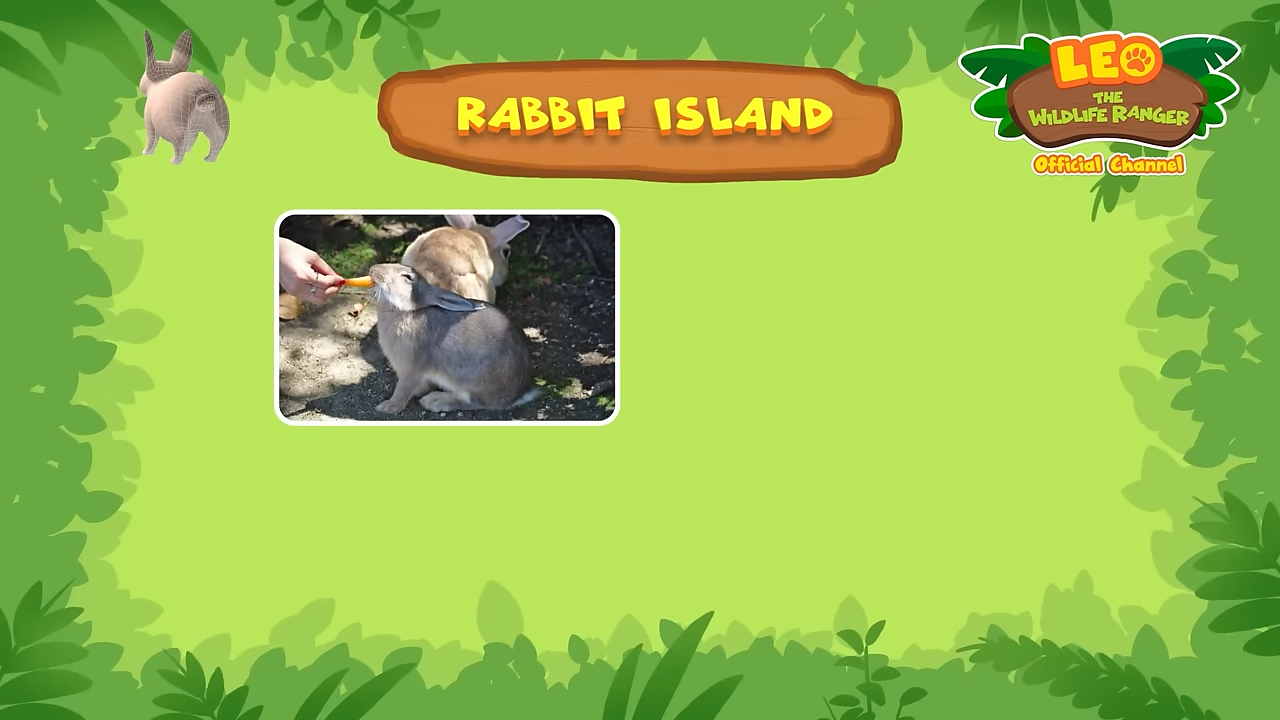 RABBIT ISLAND
LEO
THE
WILDLIFE RANGER
Official Channel